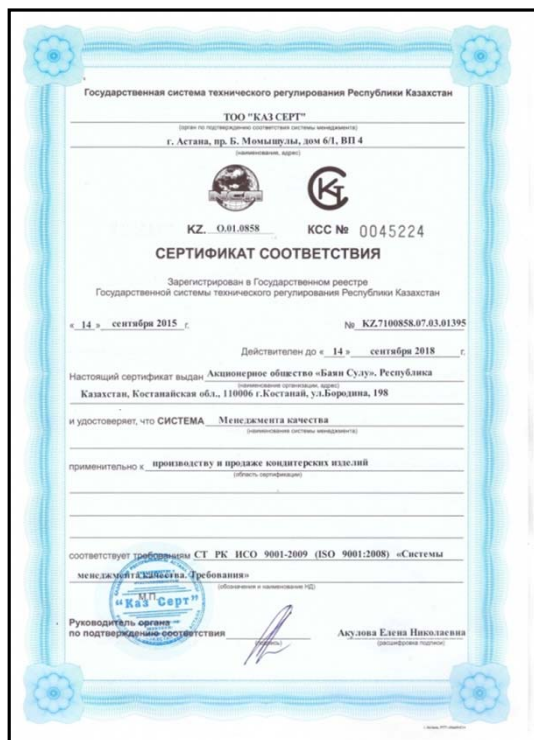 Государственная система технического регулирования Республики Казахстан
ТОО "КАЗ СЕРТ"
(орган по подтверждению соответствия системы менеджмента)
г. Астана, пр. Б. Момышулы, дом 6/1, ВП 4
(наименование, адрес)
KZ. О.01.0858 КСС № 0045224
СЕРТИФИКАТ СООТВЕТСТВИЯ
Зарегистрирован в Государственном реестре
Государственной системы технического регулирования Республики Казахстан
« 14 » сентября 2015 г. № KZ.7100858.07.03.01395
Действителен до « 14 » сентября 2018 г.
Настоящий сертификат выдан Акционерное общество «Баян Сулу». Республика
(наименование организации, адрес)
Казахстан, Костанайская обл., 110006 г.Костанай, ул.Бородина, 198
и удостоверяет, что СИСТЕМА Менеджмента качества
(наименование системы менеджмента)
применительно к производству и продаже кондитерских изделий
(область сертификации)
соответствует требованиям СТ РК ИСО 9001-2009 (ISO 9001:2008) «Системы
менеджмента качества. Требования»
(обозначения и наименование НД)
М.П.
“Каз Серт”
Руководитель органа
по подтверждению соответствия Акулова Елена Николаевна
(подпись) (расшифровка подписи)